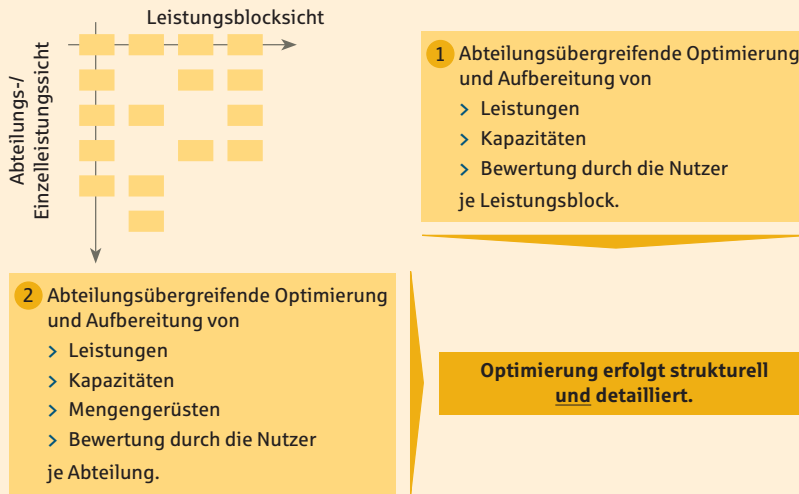 Leistungsblocksicht
Abteilungs-/
Einzelleistungssicht
1 Abteilungsübergreifende Optimierung
und Aufbereitung von
> Leistungen
> Kapazitäten
> Bewertung durch die Nutzer
je Leistungsblock.
2 Abteilungsübergreifende Optimierung
und Aufbereitung von
> Leistungen
> Kapazitäten
> Mengengerüsten
> Bewertung durch die Nutzer
je Abteilung.
Optimierung erfolgt strukturell
und detailliert.